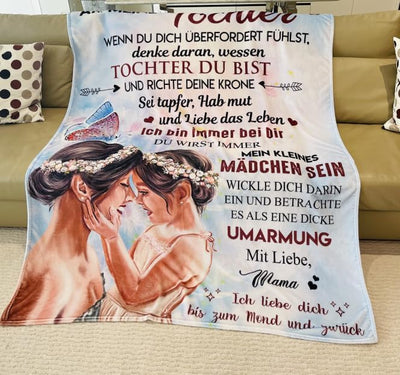 Tochter
WENN DU DICH ÜBERFORDERT FÜHLST,
denke daran, wessen
TOCHTER DU BIST
UND RICHTE DEINE KRONE
Sei tapfer, Hab mut
und Liebe das Leben
Ich bin immer bei dir
DU WIRST IMMER
MEIN KLEINES
MÄDCHEN SEIN
WICKLE DICH DARIN
EIN UND BETRACHTE
ES ALS EINE DICKE
UMARMUNG
Mit Liebe,
Mama
Ich liebe dich
bis zum Mond und zurück